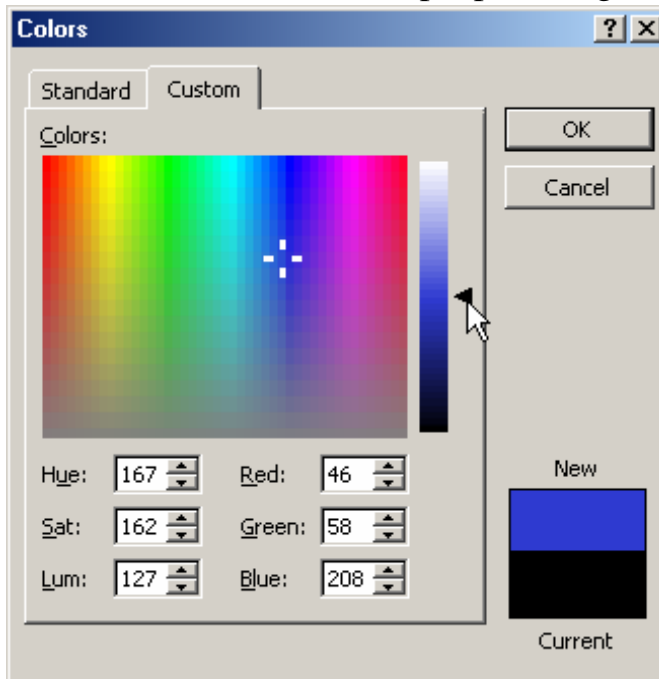 Colors
Standard Custom
Colors:
OK
Cancel
Hue: 167 Red: 46
Sat: 162 Green: 58
Lum: 127 Blue: 208
New
Current